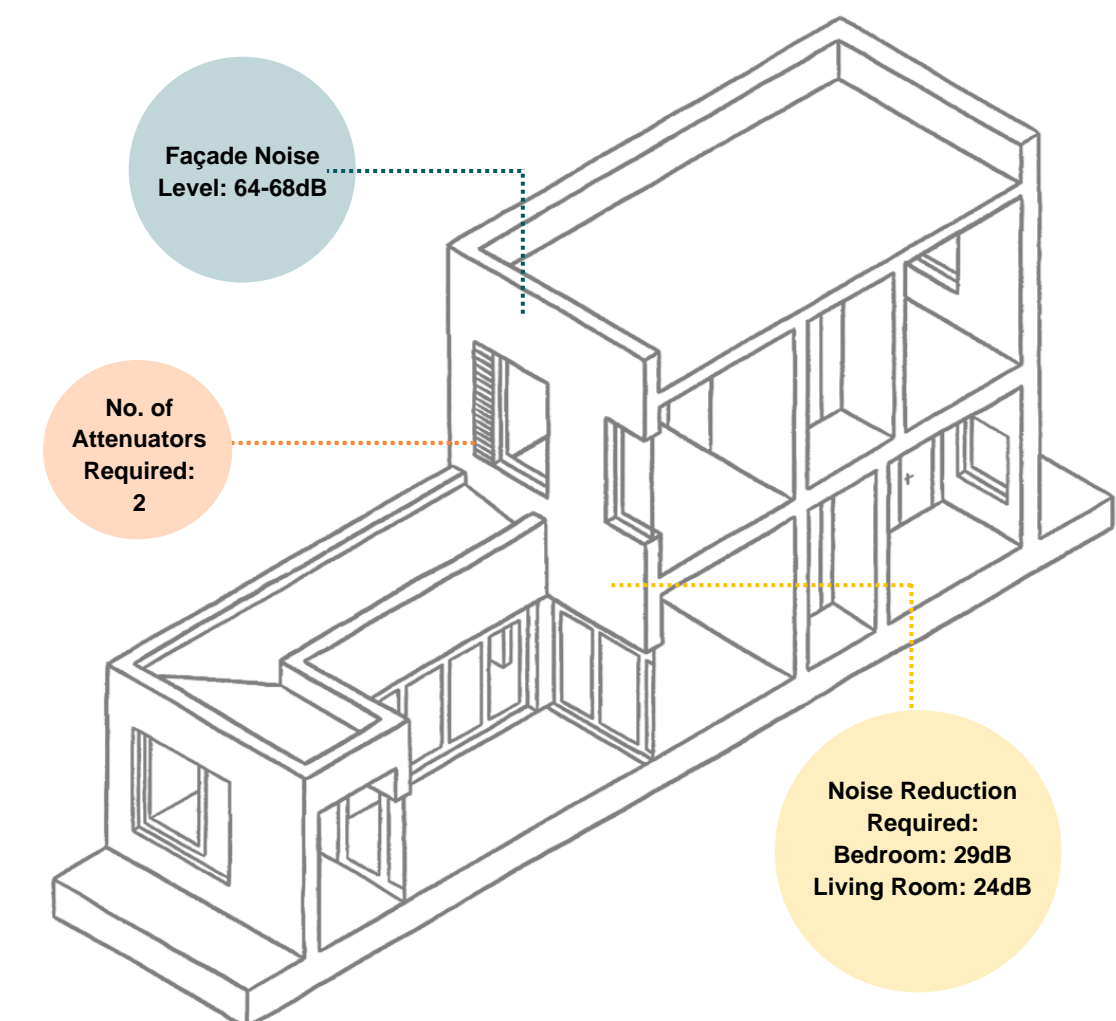 Façade Noise
Level: 64-68dB
No. of
Attenuators
Required:
2
Noise Reduction
Required:
Bedroom: 29dB
Living Room: 24dB